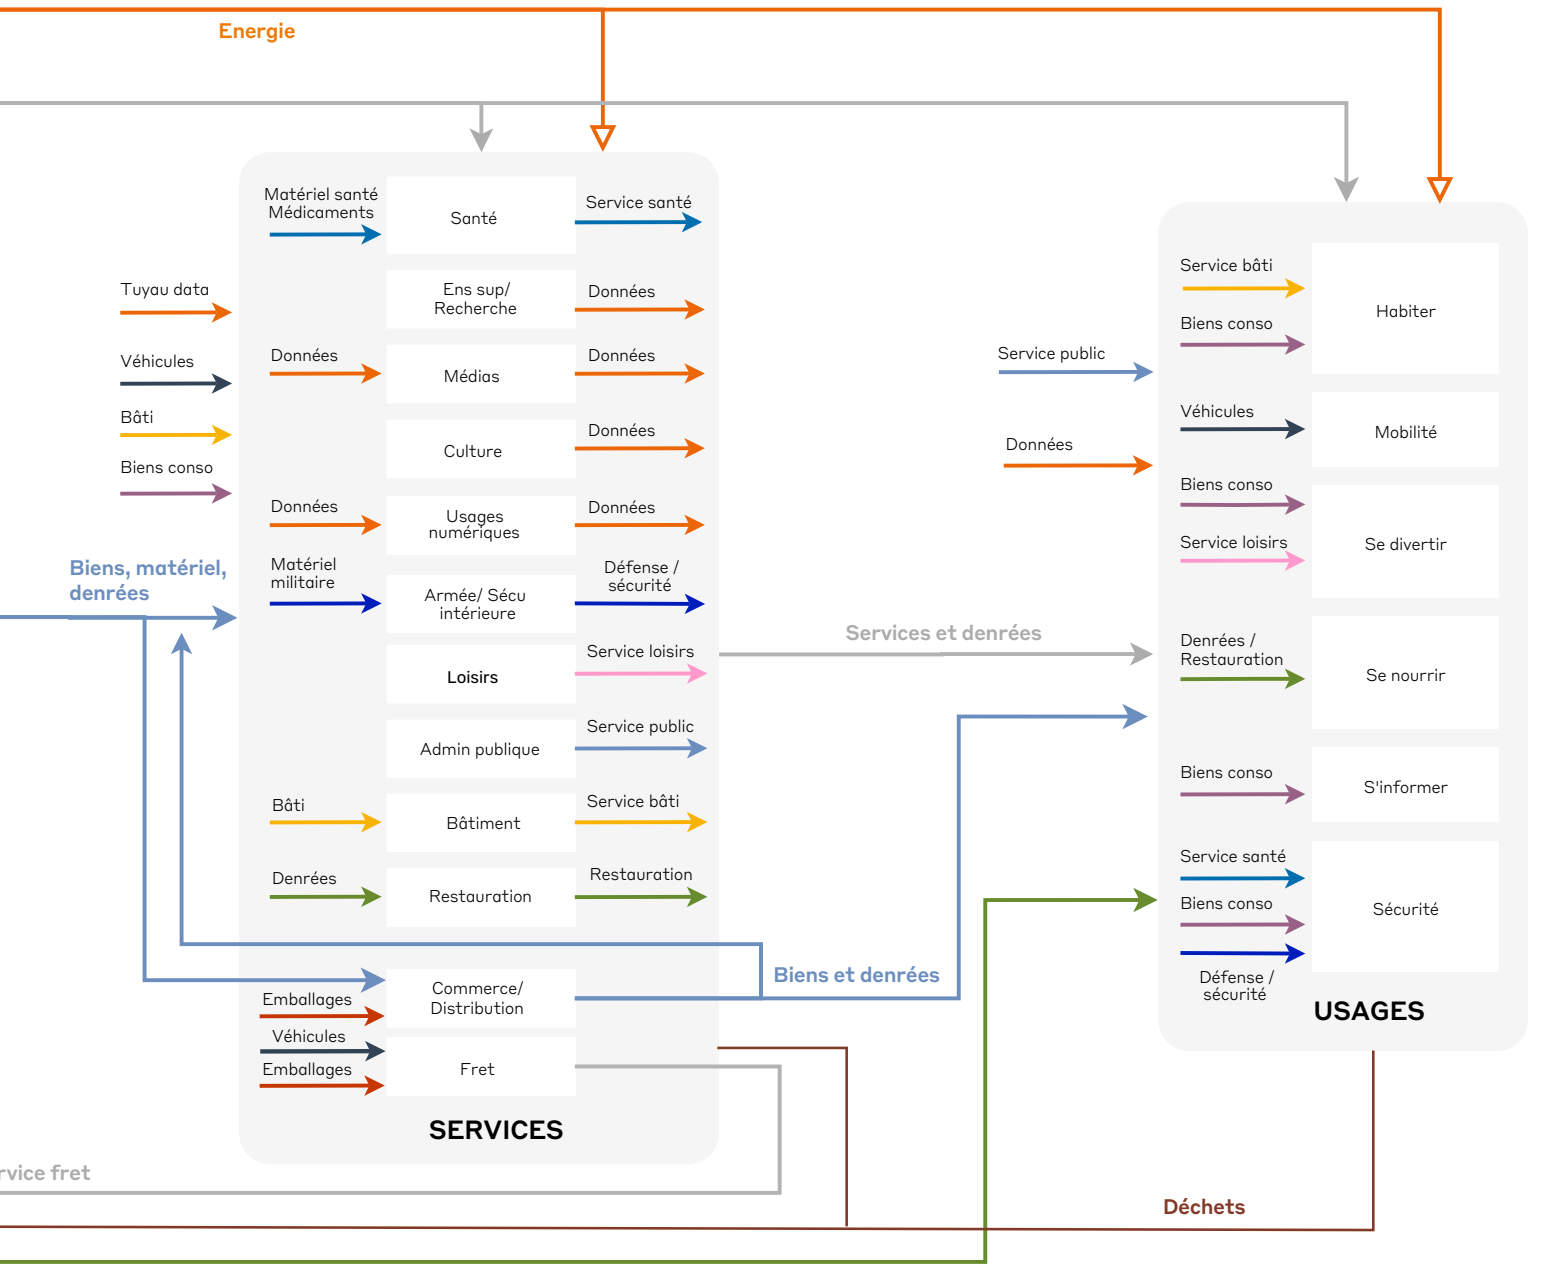 Energie
Matériel santé
Médicaments
Santé
Service santé
Tuyau data
Véhicules
Bâti
Biens conso
Biens, matériel,
denrées
Ens sup/
Recherche
Données
Données
Médias
Données
Culture
Données
Données
Usages
numériques
Données
Matériel
militaire
Armée/ Sécu
intérieure
Défense /
sécurité
Loisirs
Service loisirs
Admin publique
Service public
Bâti
Bâtiment
Service bâti
Denrées
Restauration
Restauration
Commerce/
Distribution
Emballages
Véhicules
Emballages
Fret
SERVICES
Biens et denrées
Services et denrées
Service public
Données
Service bâti
Biens conso
Habiter
Véhicules
Mobilité
Biens conso
Service loisirs
Se divertir
Denrées /
Restauration
Se nourrir
Biens conso
S'informer
Service santé
Biens conso
Défense /
sécurité
Sécurité
USAGES
rvice fret
Déchets